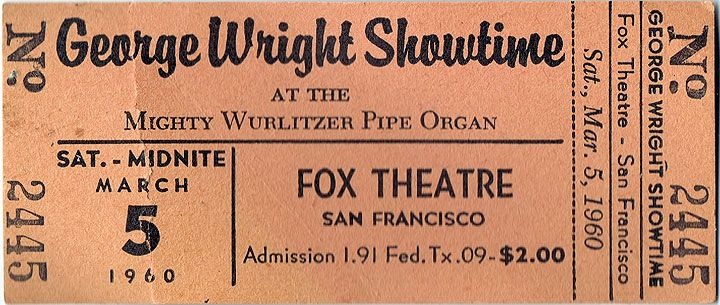 No. 2445
George Wright Showtime
AT THE
MIGHTY WURLITZER PIPE ORGAN
SAT. - MIDNITE
MARCH
5
1960
FOX THEATRE
SAN FRANCISCO
Admission 1.91 Fed. Tx .09 - $2.00
Sat., Mar. 5, 1960
Fox Theatre - San Francisco
GEORGE WRIGHT SHOWTIME
No. 2445